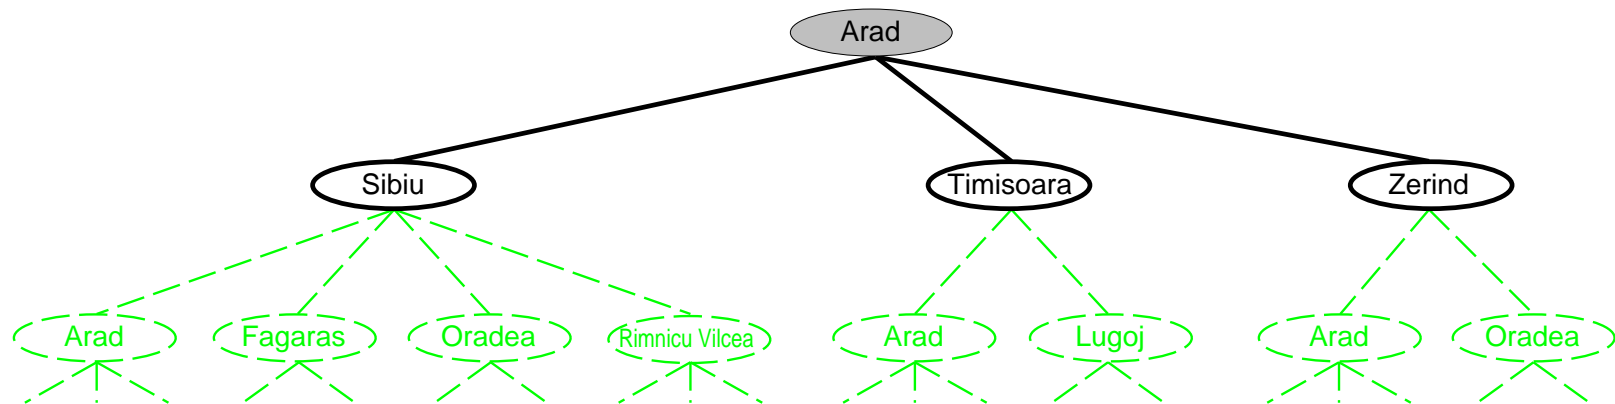 Arad
Sibiu
Timisoara
Zerind
Arad
Fagaras
Oradea
Rimnicu Vilcea
Arad
Lugoj
Arad
Oradea